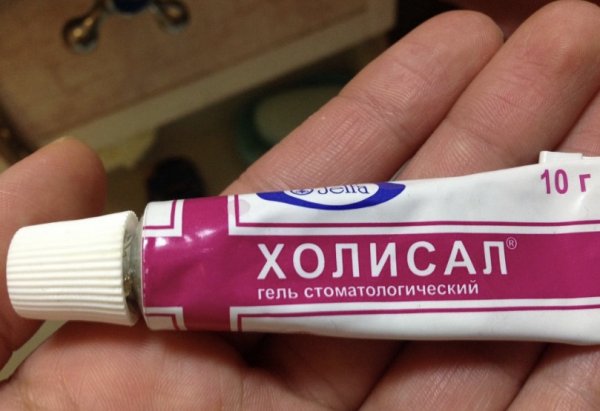 10 г
ХОЛИСАЛ®
гель стоматологический